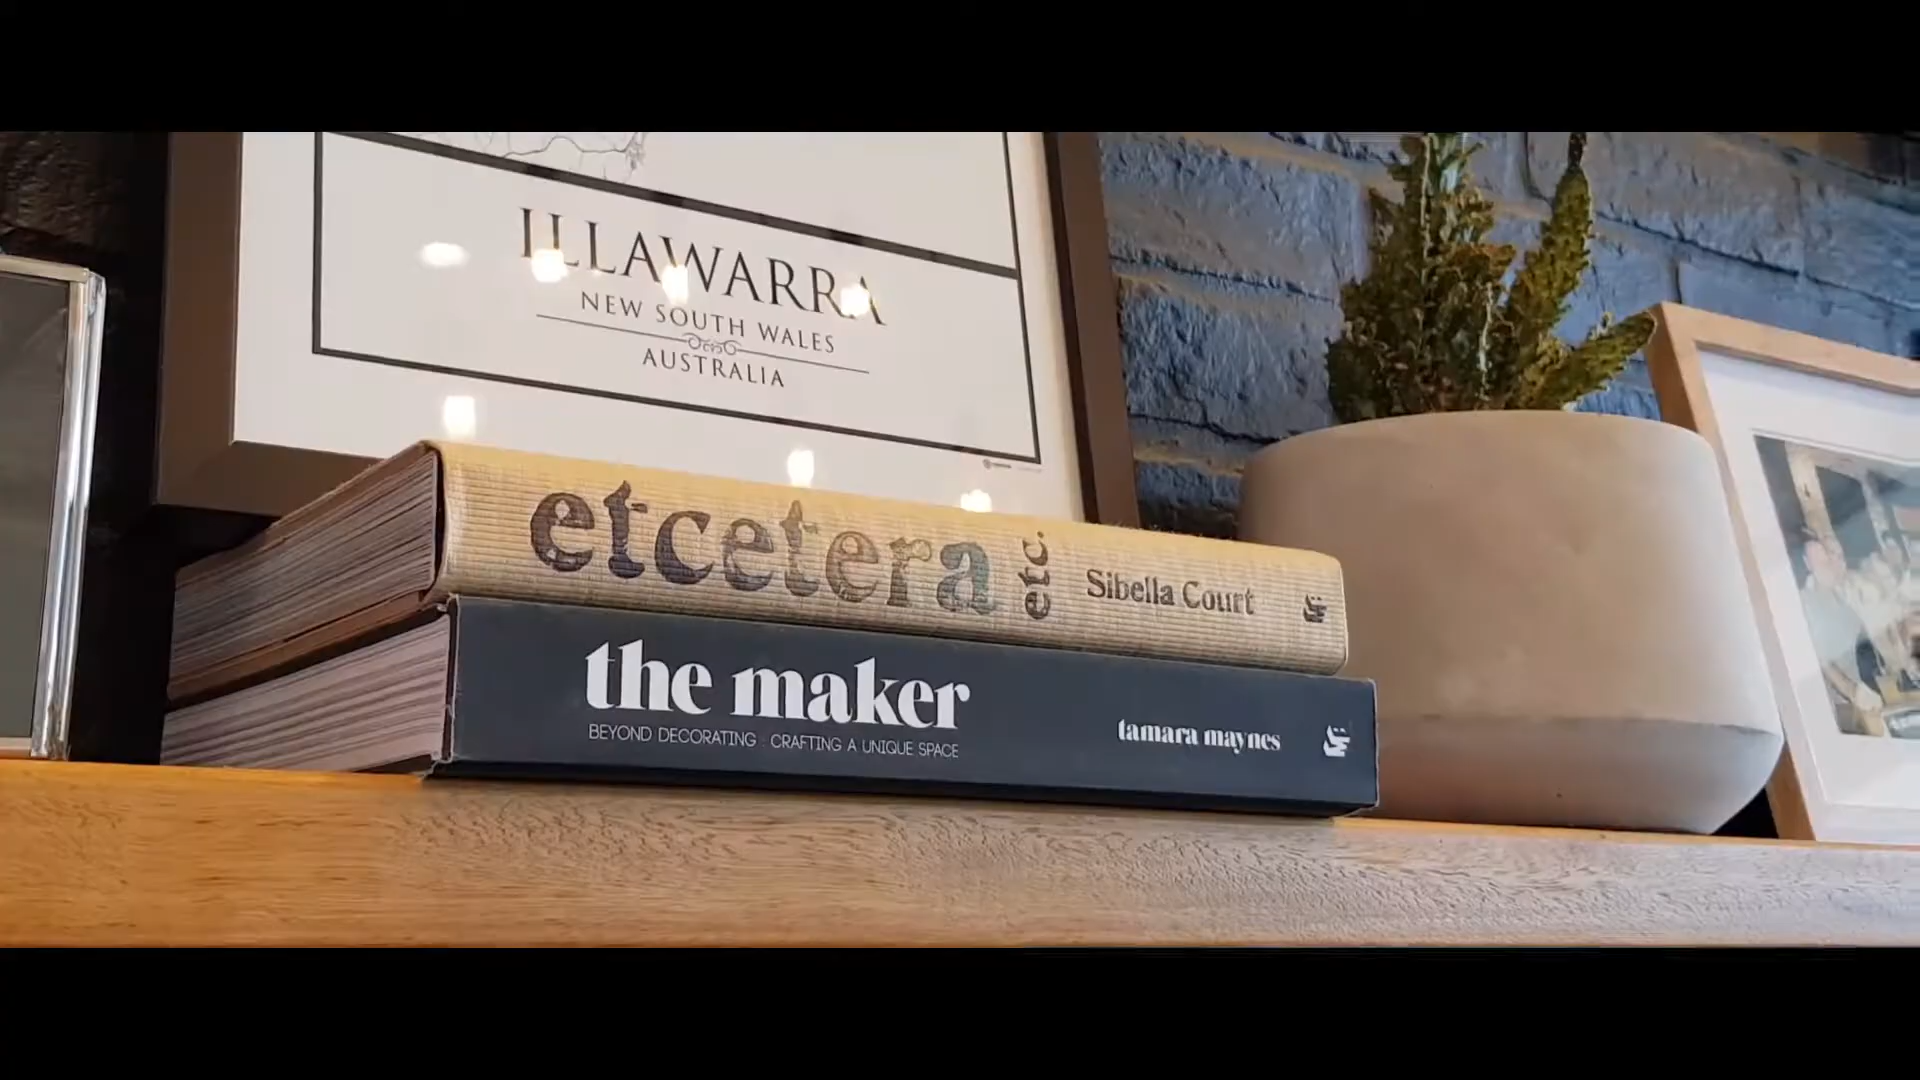 ILLAWARRA
NEW SOUTH WALES
AUSTRALIA
etcetera etc. Sibella Court
the maker
BEYOND DECORATING . CRAFTING A UNIQUE SPACE
tamara maynes